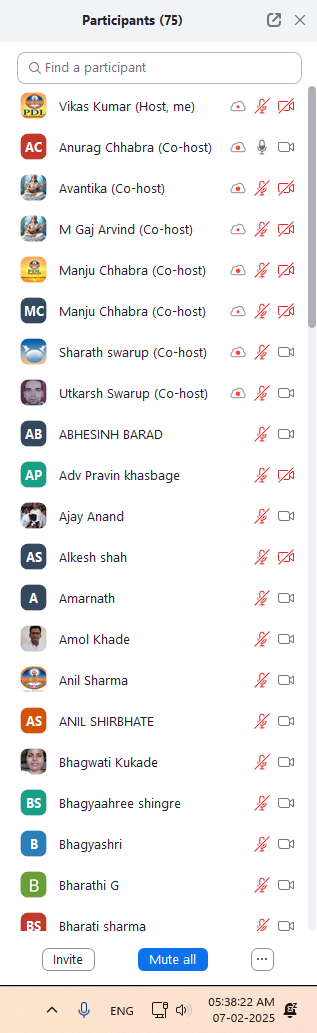 Participants (75)
Find a participant
Vikas Kumar (Host, me)
AC Anurag Chhabra (Co-host)
Avantika (Co-host)
M Gaj Arvind (Co-host)
PDL Manju Chhabra (Co-host)
MC Manju Chhabra (Co-host)
Sharath swarup (Co-host)
Utkarsh Swarup (Co-host)
AB ABHESINH BARAD
AP Adv Pravin khasbage
Ajay Anand
AS Alkesh shah
A Amarnath
Amol Khade
Anil Sharma
AS ANIL SHIRBHATE
Bhagwati Kukade
BS Bhagyaahree shingre
B Bhagyashri
B Bharathi G
BS Bharati sharma
Invite Mute all ...
ENG 05:38:22 AM
07-02-2025